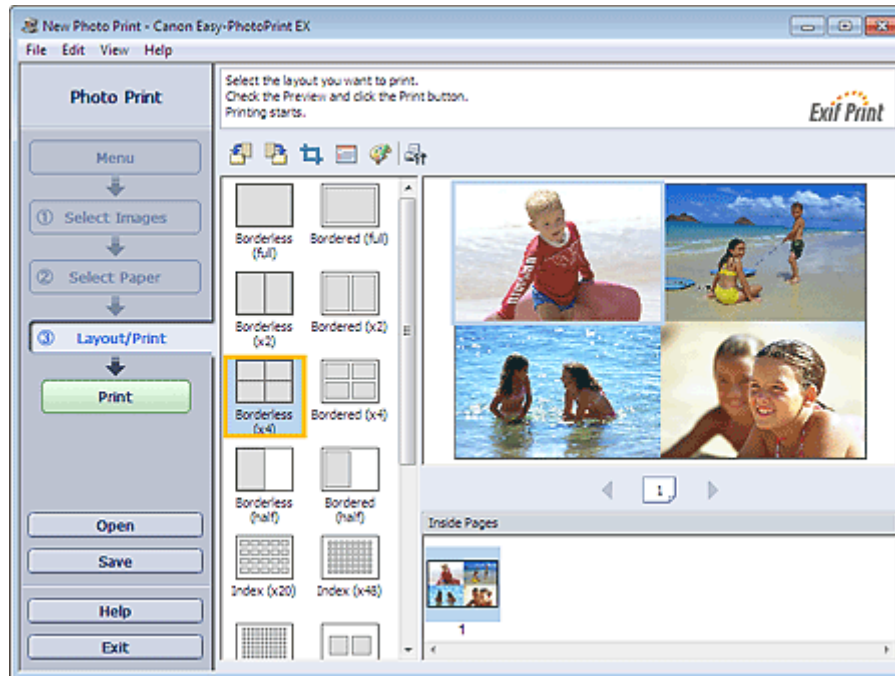 New Photo Print - Canon Easy-PhotoPrint EX
File Edit View Help
Photo Print
Menu
① Select Images
② Select Paper
③ Layout/Print
Print
Open
Save
Help
Exit
Select the layout you want to print.
Check the Preview and click the Print button.
Printing starts.
Exif Print
Borderless
(full)
Bordered (full)
Borderless
(x2)
Bordered (x2)
Borderless
(x4)
Bordered (x4)
Borderless
(half)
Bordered
(half)
Index (x20)
Index (x48)
1
Inside Pages
1